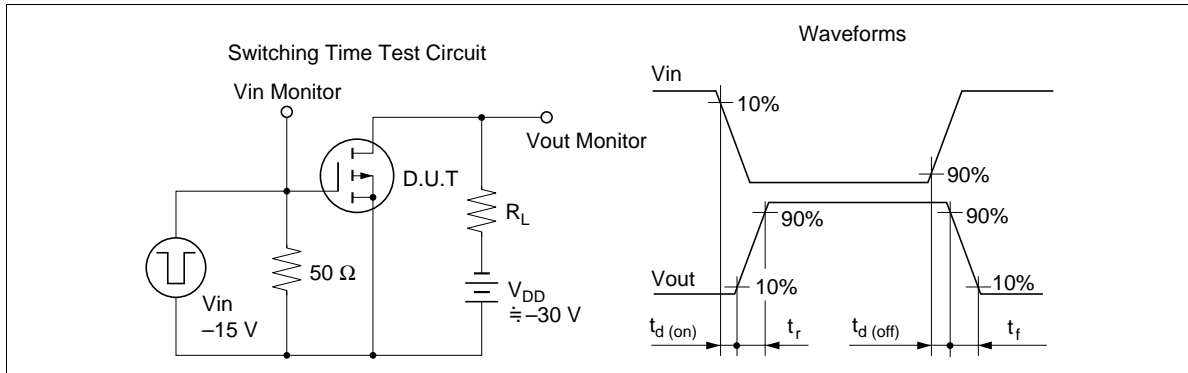 Switching Time Test Circuit
Vin Monitor
Vout Monitor
D.U.T
R_L
50 Ω
Vin
–15 V
V_DD
≒ –30 V
Waveforms
Vin
10%
90%
90%
90%
Vout
10%
10%
t_d (on)
t_r
t_d (off)
t_f